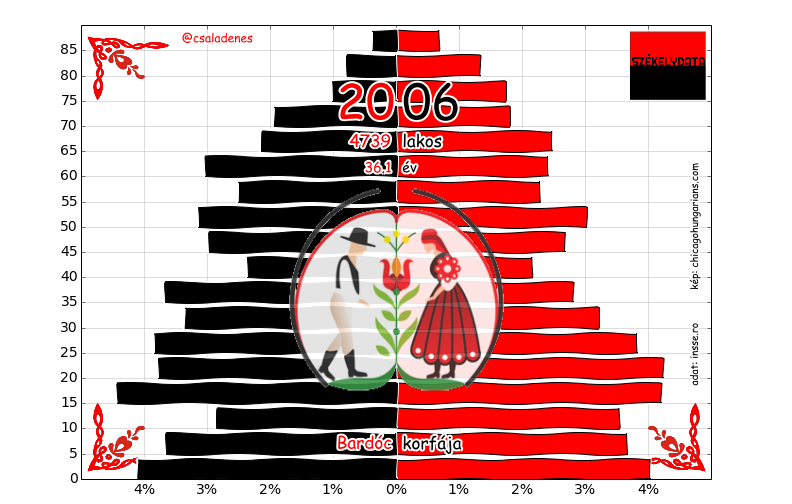 @csaladenes
SZÉKELYDATA
2006
4739 lakos
36.1 év
kép: chicagohungarians.com
adat: insse.ro
Bardóc korfája
85
80
75
70
65
60
55
50
45
40
35
30
25
20
15
10
5
0
4% 3% 2% 1% 0% 1% 2% 3% 4%